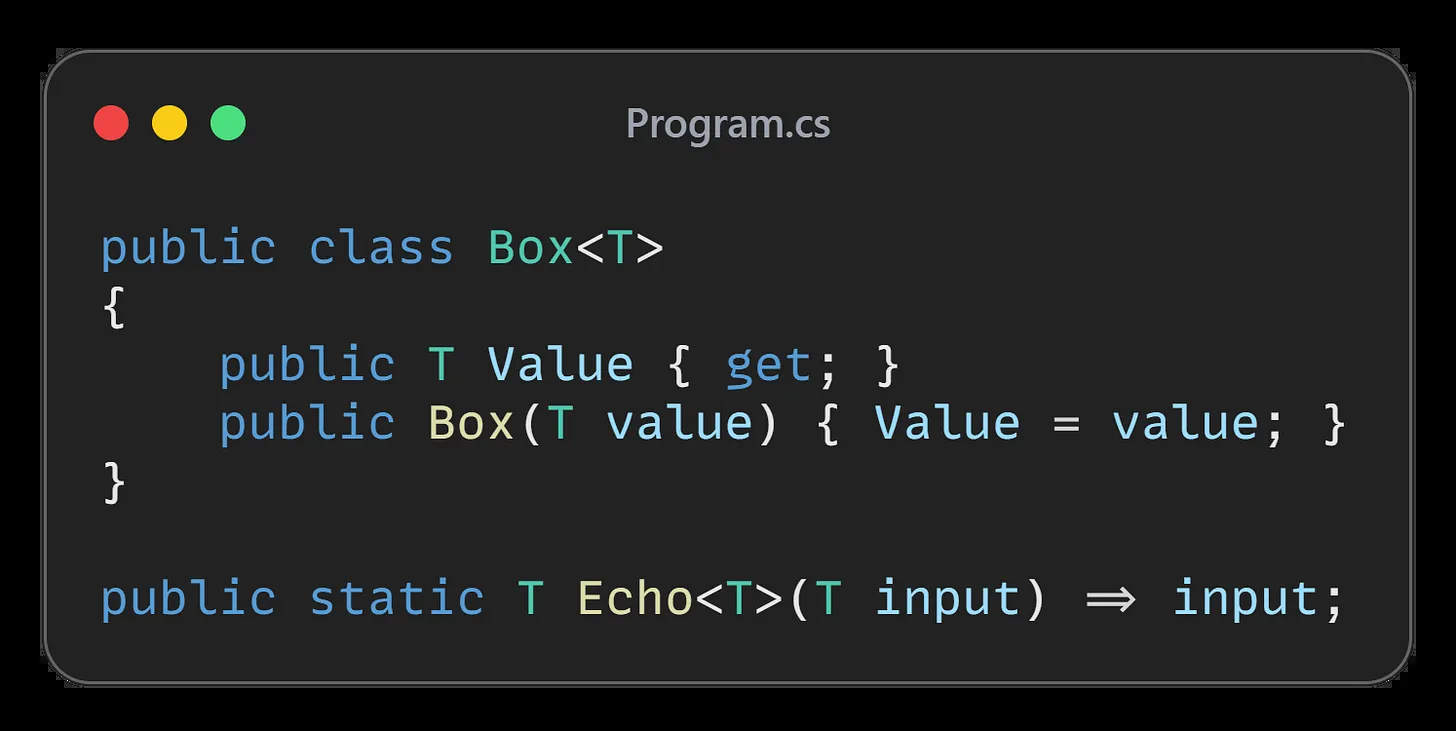 Program.cs
public class Box<T>
{
    public T Value { get; }
    public Box(T value) { Value = value; }
}
public static T Echo<T>(T input) => input;